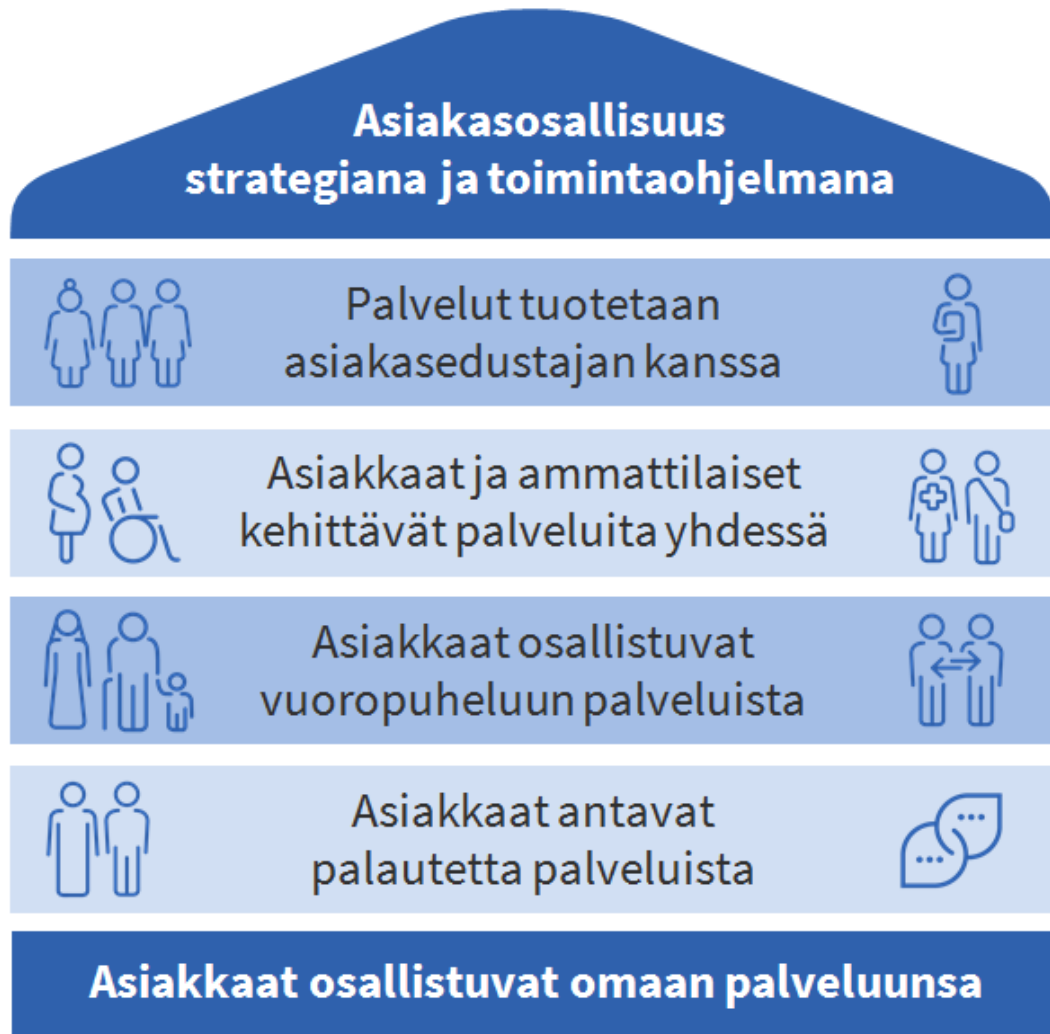 Asiakasosallisuus
strategiana ja toimintaohjelmana
Palvelut tuotetaan
asiakasedustajan kanssa
Asiakkaat ja ammattilaiset
kehittävät palveluita yhdessä
Asiakkaat osallistuvat
vuoropuheluun palveluista
Asiakkaat antavat
palautetta palveluista
Asiakkaat osallistuvat omaan palveluunsa